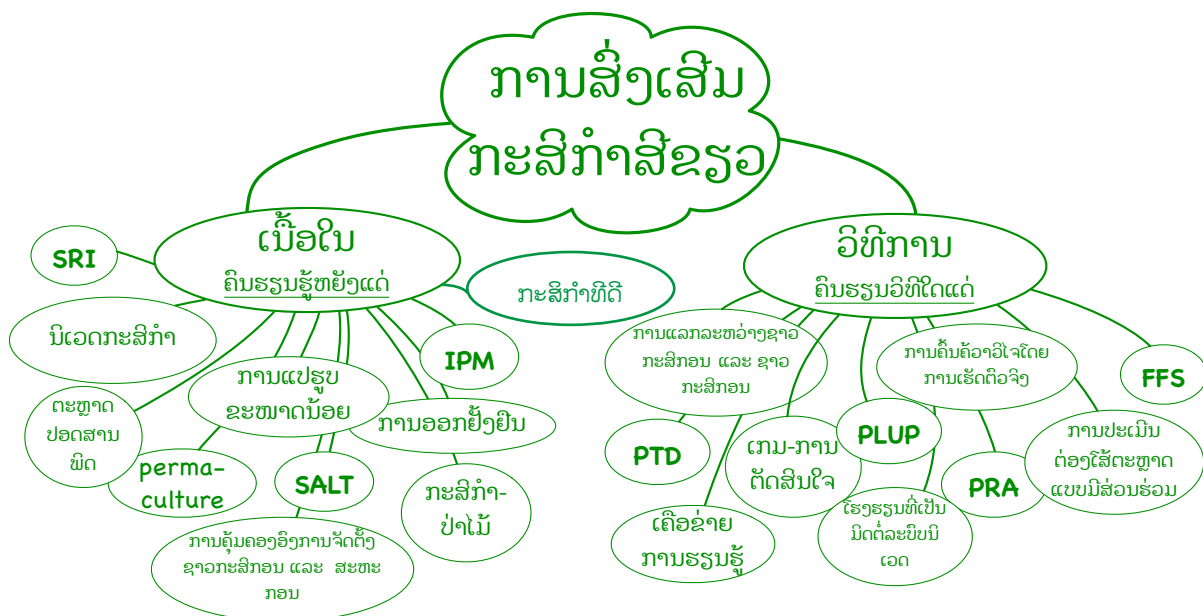 ການສົ່ງເສີມ
ກະສິກຳສີຂຽວ
ເນື້ອໃນ
ຄົນຮຽນຮູ້ຫຍັງແດ່
SRI
ນິເວດກະສິກຳ
ຕະຫຼາດ
ປອດສານ
ພິດ
perma-
culture
ການແປຮູບ
ຂະໜາດນ້ອຍ
SALT
ການຄຸ້ມຄອງອົງການຈັດຕັ້ງ
ຊາວກະສິກອນ ແລະ ສະຫະ
ກອນ
IPM
ການອອກຢັ້ງຢືນ
ກະສິກຳ-
ປ່າໄມ້
ກະສິກຳທີດີ
ວິທີການ
ຄົນຮຽນວິທີໃດແດ່
ການແລກລະຫວ່າງຊາວ
ກະສິກອນ ແລະ ຊາວ
ກະສິກອນ
PTD
ເຄືອຂ່າຍ
ການຮຽນຮູ້
ເກມ-ການ
ຕັດສິນໃຈ
PLUP
ໂຮງຮຽນທີ່ເປັນ
ມິດຕໍ່ລະບົບນິ
ເວດ
ການຄົ້ນຄ້ວາວິໄຈໂດຍ
ການເຮັດຕົວຈິງ
PRA
ການປະເມີນ
ຕ່ອງໂສ້ຕະຫຼາດ
ແບບມີສ່ວນຮ່ວມ
FFS